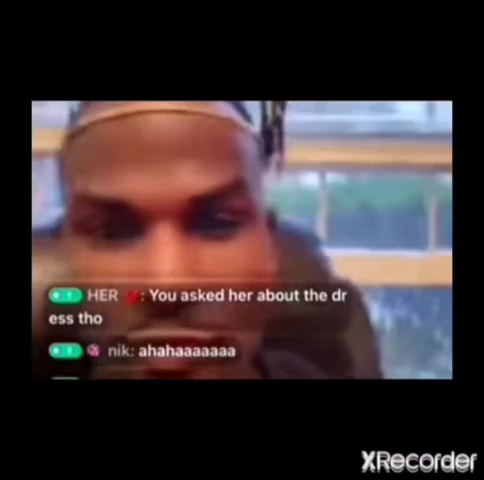 HER : You asked her about the dr
ess tho
nik: ahahaaaaaaa
XRecorder